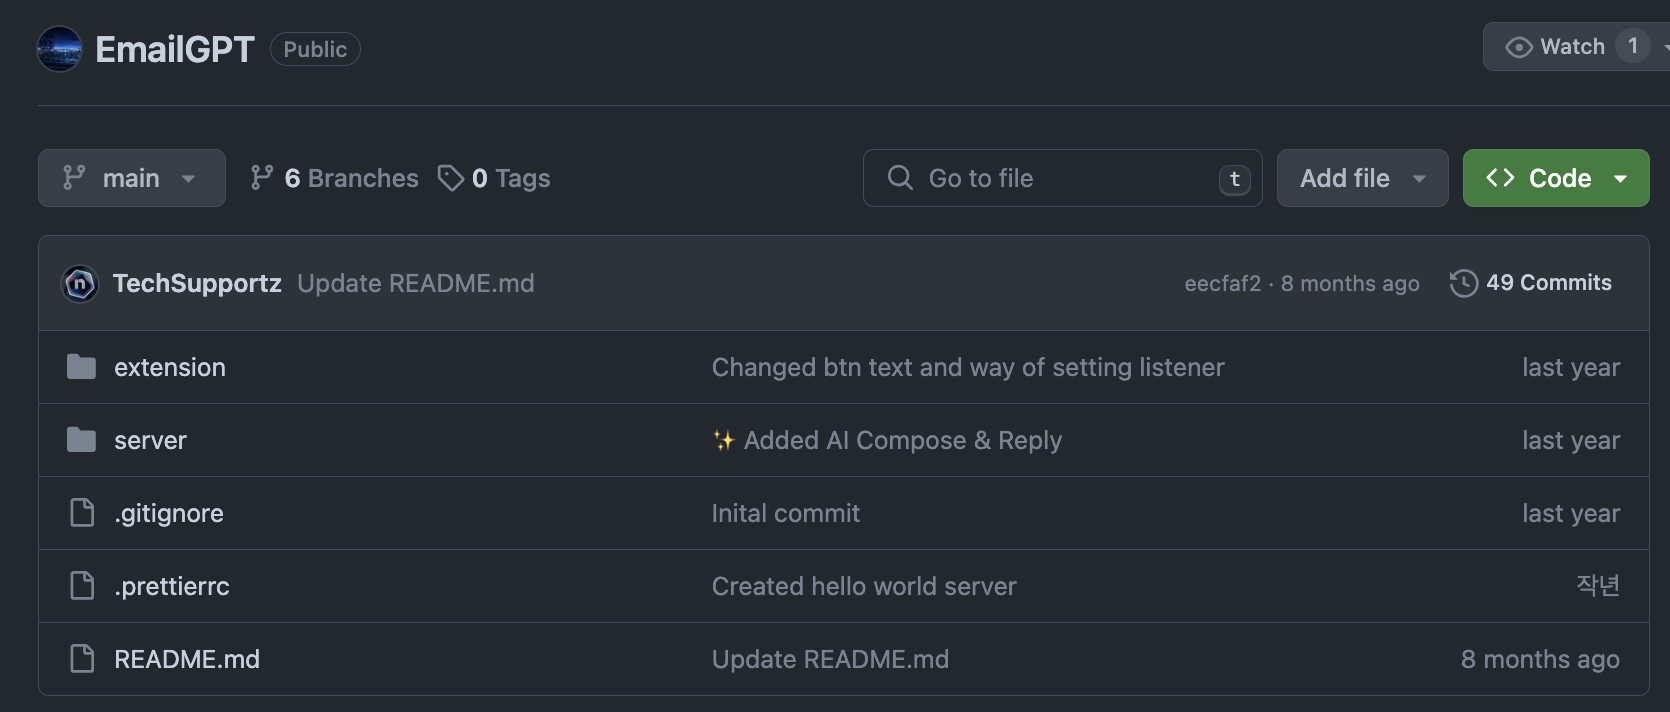 EmailGPT Public Watch 1
main 6 Branches 0 Tags Go to file t Add file Code
TechSupportz Update README.md eecfaf2 · 8 months ago 49 Commits
extension Changed btn text and way of setting listener last year
server ✨ Added AI Compose & Reply last year
.gitignore Inital commit last year
.prettierrc Created hello world server 작년
README.md Update README.md 8 months ago